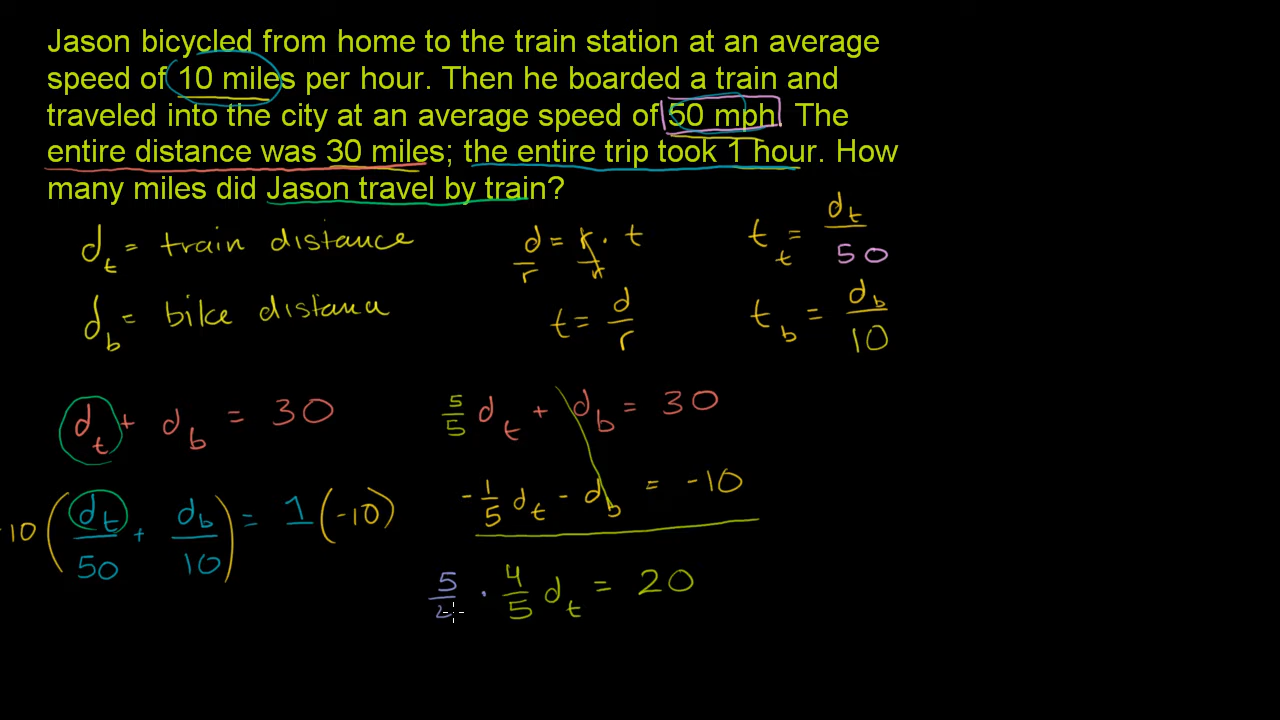 Jason bicycled from home to the train station at an average
speed of 10 miles per hour. Then he boarded a train and
traveled into the city at an average speed of 50 mph. The
entire distance was 30 miles; the entire trip took 1 hour. How
many miles did Jason travel by train?
d_t = train distance
d/r = r/r · t
t_t = d_t/50
d_b = bike distance
t = d/r
t_b = d_b/10
d_t + d_b = 30
5/5 d_t + d_b = 30
-10 (d_t/50 + d_b/10) = 1 (-10)
-1/5 d_t - d_b = -10
5/4 · 4/5 d_t = 20